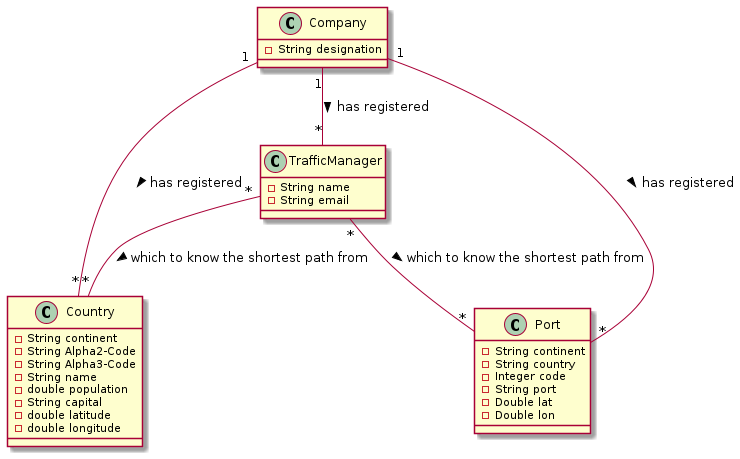 C Company
String designation
1
1
1
has registered
*
C TrafficManager
String name
String email
has registered
*
has registered
*
which to know the shortest path from
which to know the shortest path from
*
*
*
*
C Country
String continent
String Alpha2-Code
String Alpha3-Code
String name
double population
String capital
double latitude
double longitude
C Port
String continent
String country
Integer code
String port
Double lat
Double lon